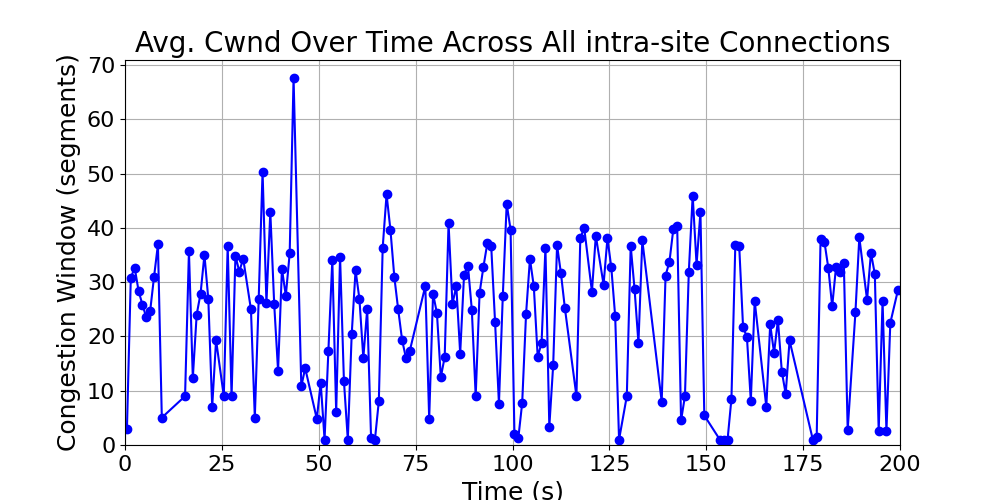 Avg. Cwnd Over Time Across All intra-site Connections
Congestion Window (segments)
70
60
50
40
30
20
10
0
0 25 50 75 100 125 150 175 200
Time (s)